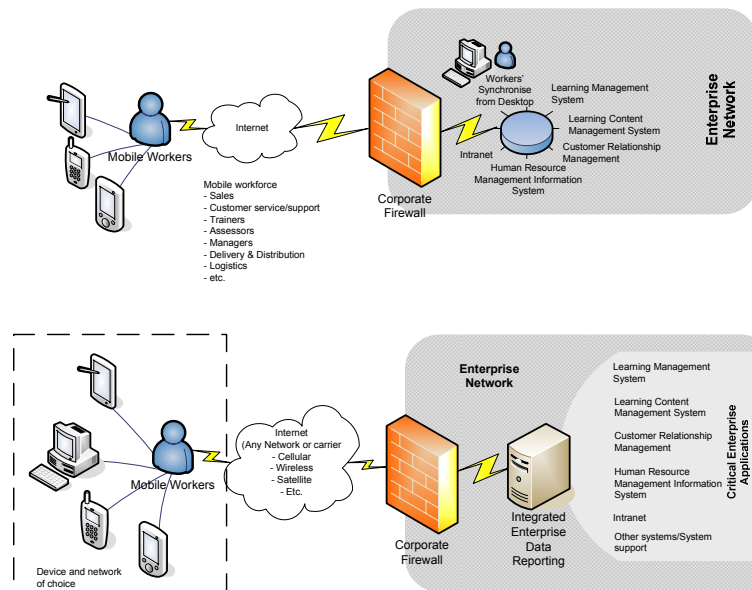 Workers'
Synchronise
from Desktop
Learning Management
System
Learning Content
Management System
Customer Relationship
Management
Intranet
Human Resource
Management Information
System
Enterprise
Network
Internet
Mobile Workers
Corporate
Firewall
Mobile workforce
- Sales
- Customer service/support
- Trainers
- Assessors
- Managers
- Delivery & Distribution
- Logistics
- etc.
Enterprise
Network
Learning Management
System
Learning Content
Management System
Customer Relationship
Management
Human Resource
Management Information
System
Intranet
Other systems/System
support
Critical Enterprise
Applications
Internet
(Any Network or carrier
- Cellular
- Wireless
- Satellite
- Etc.
Mobile Workers
Corporate
Firewall
Integrated
Enterprise
Data
Reporting
Device and network
of choice